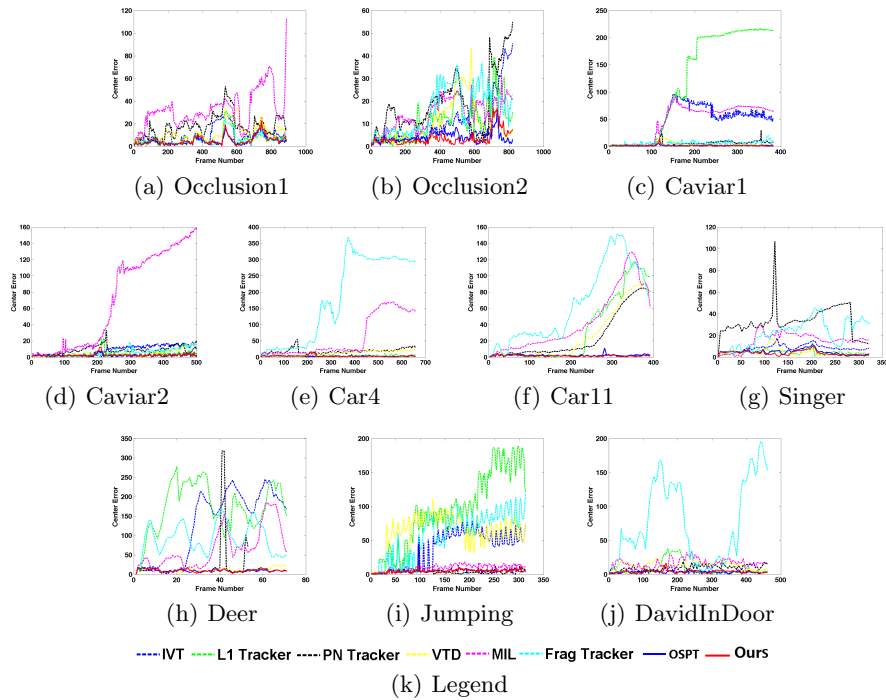 Center Error
120
100
80
60
40
20
0
0 200 400 600 800 1000
Frame Number
(a) Occlusion1
Center Error
60
50
40
30
20
10
0
0 200 400 600 800 1000
Frame Number
(b) Occlusion2
Center Error
250
200
150
100
50
0
0 100 200 300 400
Frame Number
(c) Caviar1
Center Error
160
140
120
100
80
60
40
20
0
0 100 200 300 400 500
Frame Number
(d) Caviar2
Center Error
400
350
300
250
200
150
100
50
0
0 100 200 300 400 500 600 700
Frame Number
(e) Car4
Center Error
160
140
120
100
80
60
40
20
0
0 50 100 150 200 250 300 350 400
Frame Number
(f) Car11
Center Error
120
100
80
60
40
20
0
0 50 100 150 200 250 300 350
Frame Number
(g) Singer
Center Error
350
300
250
200
150
100
50
0
0 20 40 60 80
Frame Number
(h) Deer
Center Error
200
150
100
50
0
0 50 100 150 200 250 300 350
Frame Number
(i) Jumping
Center Error
200
150
100
50
0
0 100 200 300 400 500
Frame Number
(j) DavidInDoor
IVT L1 Tracker PN Tracker VTD MIL Frag Tracker OSPT Ours
(k) Legend